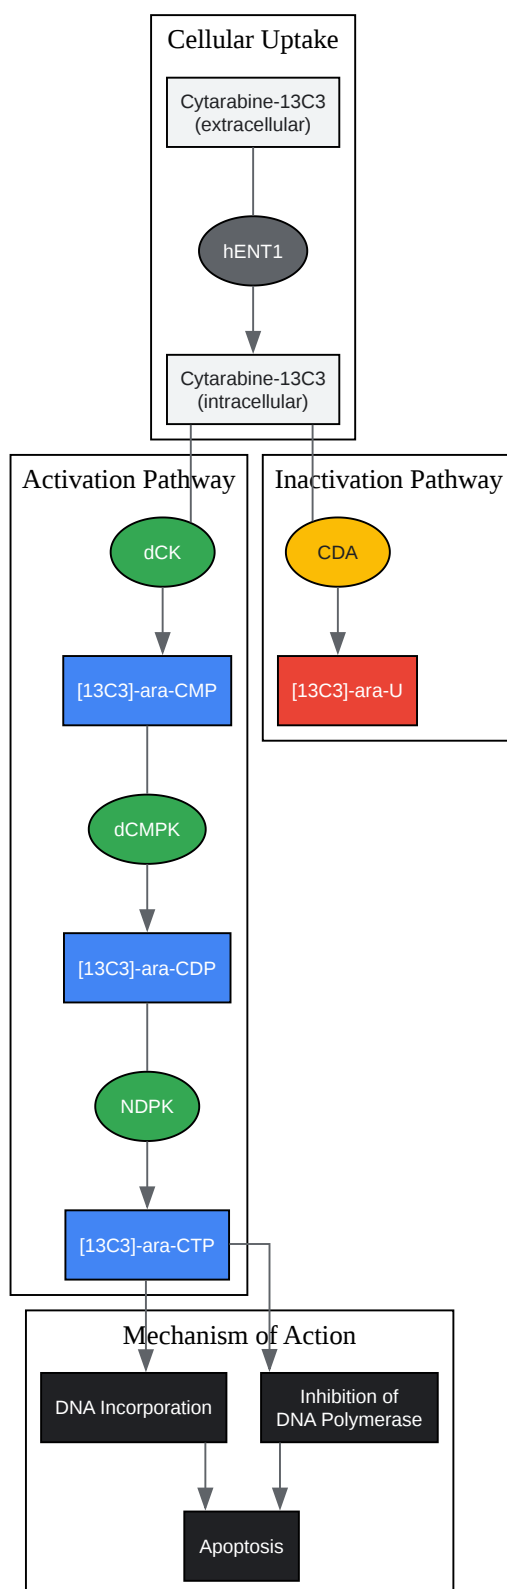 Cellular Uptake
Cytarabine-13C3
(extracellular)
hENT1
Cytarabine-13C3
(intracellular)
Activation Pathway
dCK
[13C3]-ara-CMP
dCMPK
[13C3]-ara-CDP
NDPK
[13C3]-ara-CTP
Inactivation Pathway
CDA
[13C3]-ara-U
Mechanism of Action
DNA Incorporation
Inhibition of
DNA Polymerase
Apoptosis